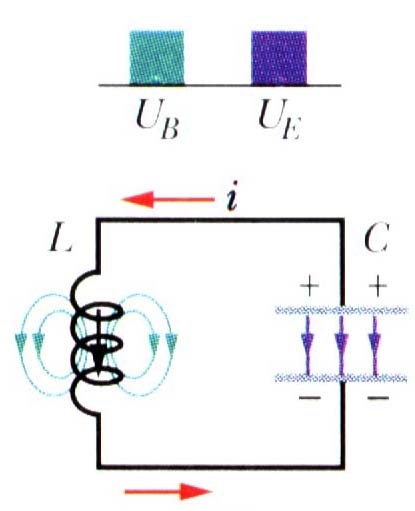 U_B U_E
i
L C
+ +
− −